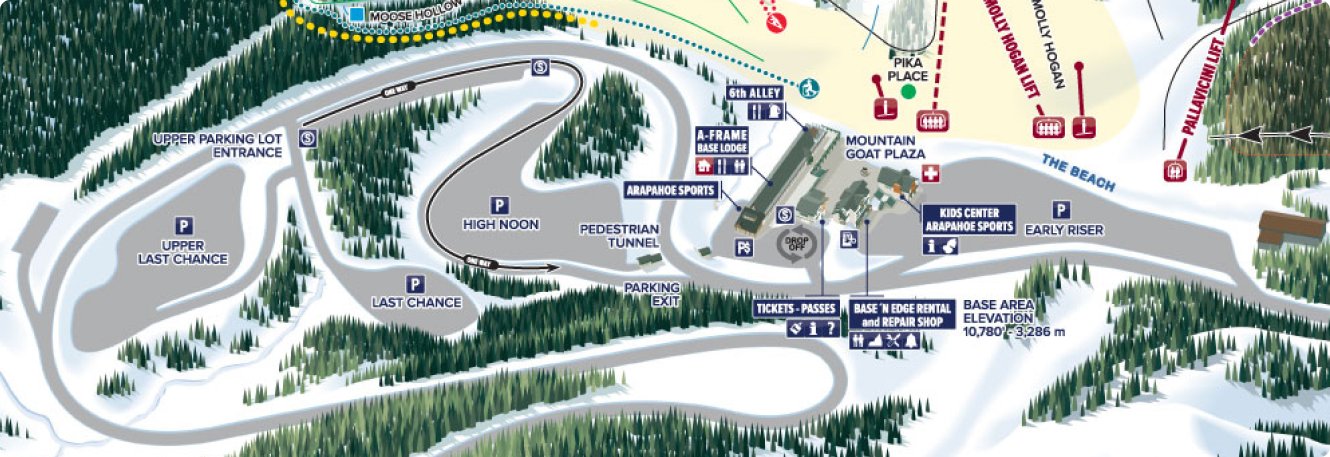 MOOSE HOLLOW
MOLLY HOGAN LIFT
MOLLY HOGAN
PALLAVICINI LIFT
PIKA
PLACE
ONE WAY
6th ALLEY
UPPER PARKING LOT
ENTRANCE
A-FRAME
BASE LODGE
MOUNTAIN
GOAT PLAZA
THE BEACH
ARAPAHOE SPORTS
P
HIGH NOON
P
UPPER
LAST CHANCE
PEDESTRIAN
TUNNEL
P$
DROP
OFF
KIDS CENTER
ARAPAHOE SPORTS
P
EARLY RISER
ONE WAY
P
LAST CHANCE
PARKING
EXIT
TICKETS - PASSES
BASE 'N EDGE RENTAL
and REPAIR SHOP
BASE AREA
ELEVATION
10,780' - 3,286 m